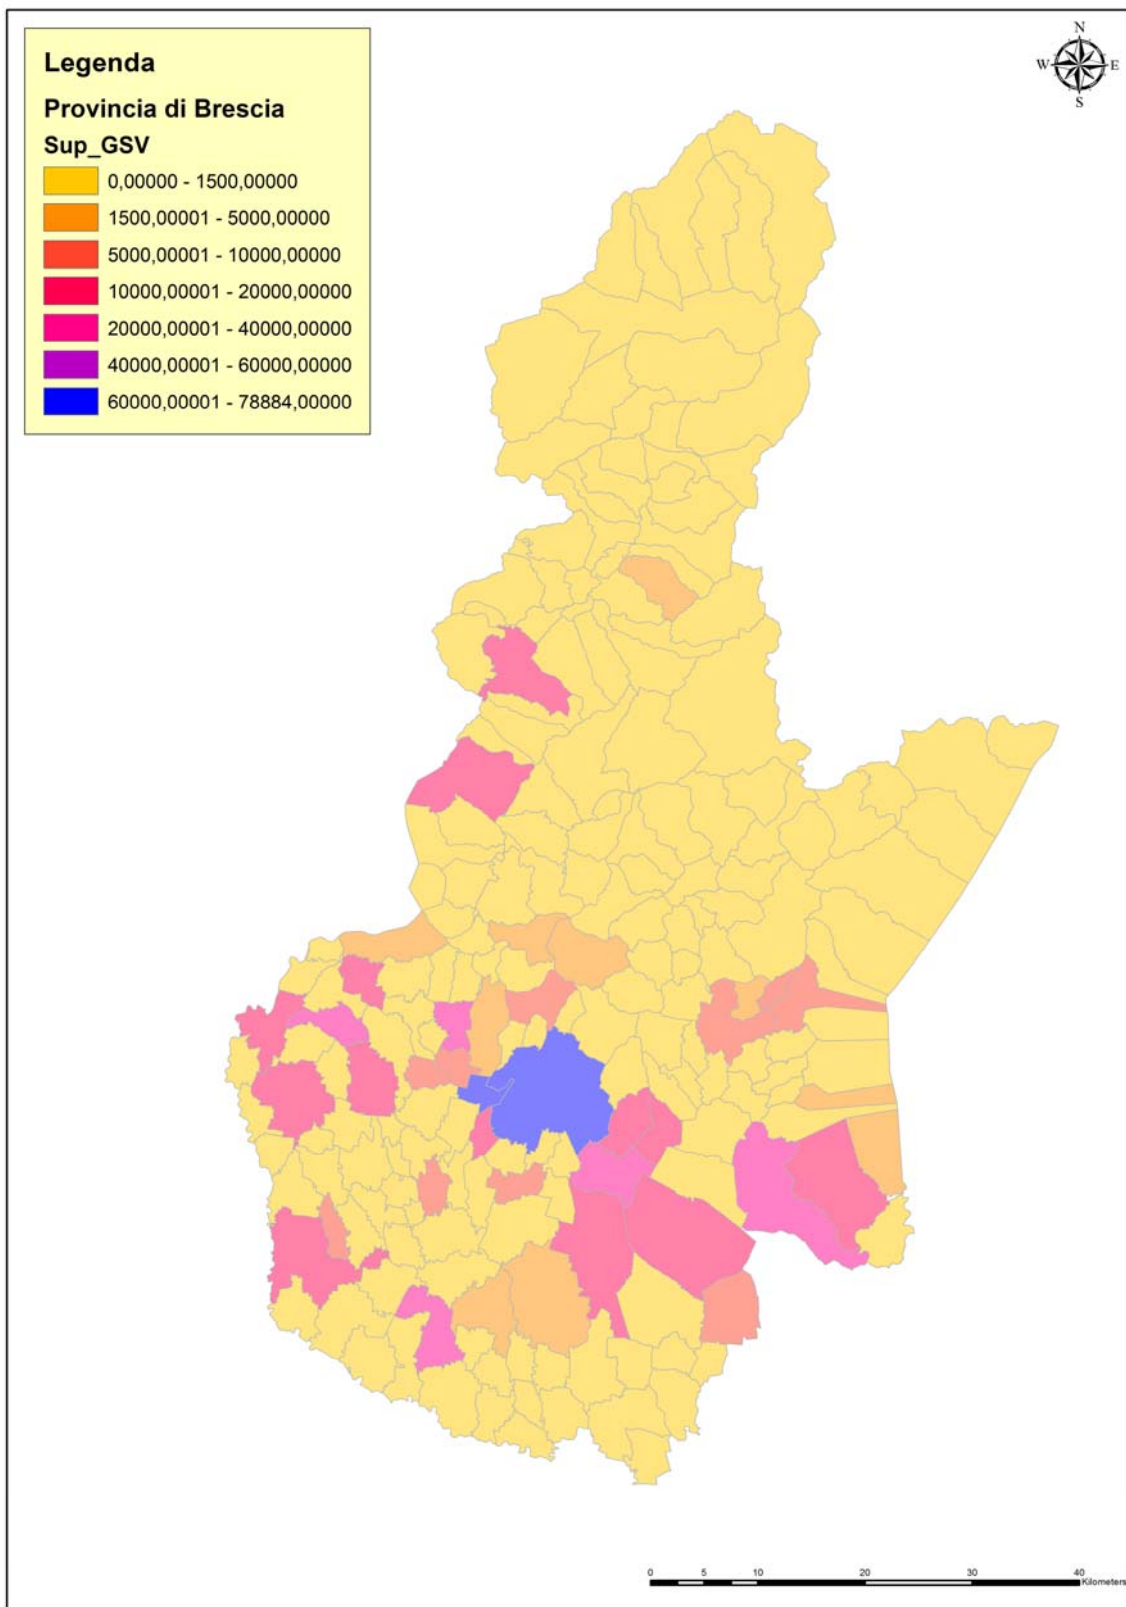 Legenda
Provincia di Brescia
Sup_GSV
0,00000 - 1500,00000
1500,00001 - 5000,00000
5000,00001 - 10000,00000
10000,00001 - 20000,00000
20000,00001 - 40000,00000
40000,00001 - 60000,00000
60000,00001 - 78884,00000
N
W E
S
0 5 10 20 30 40
Kilometers